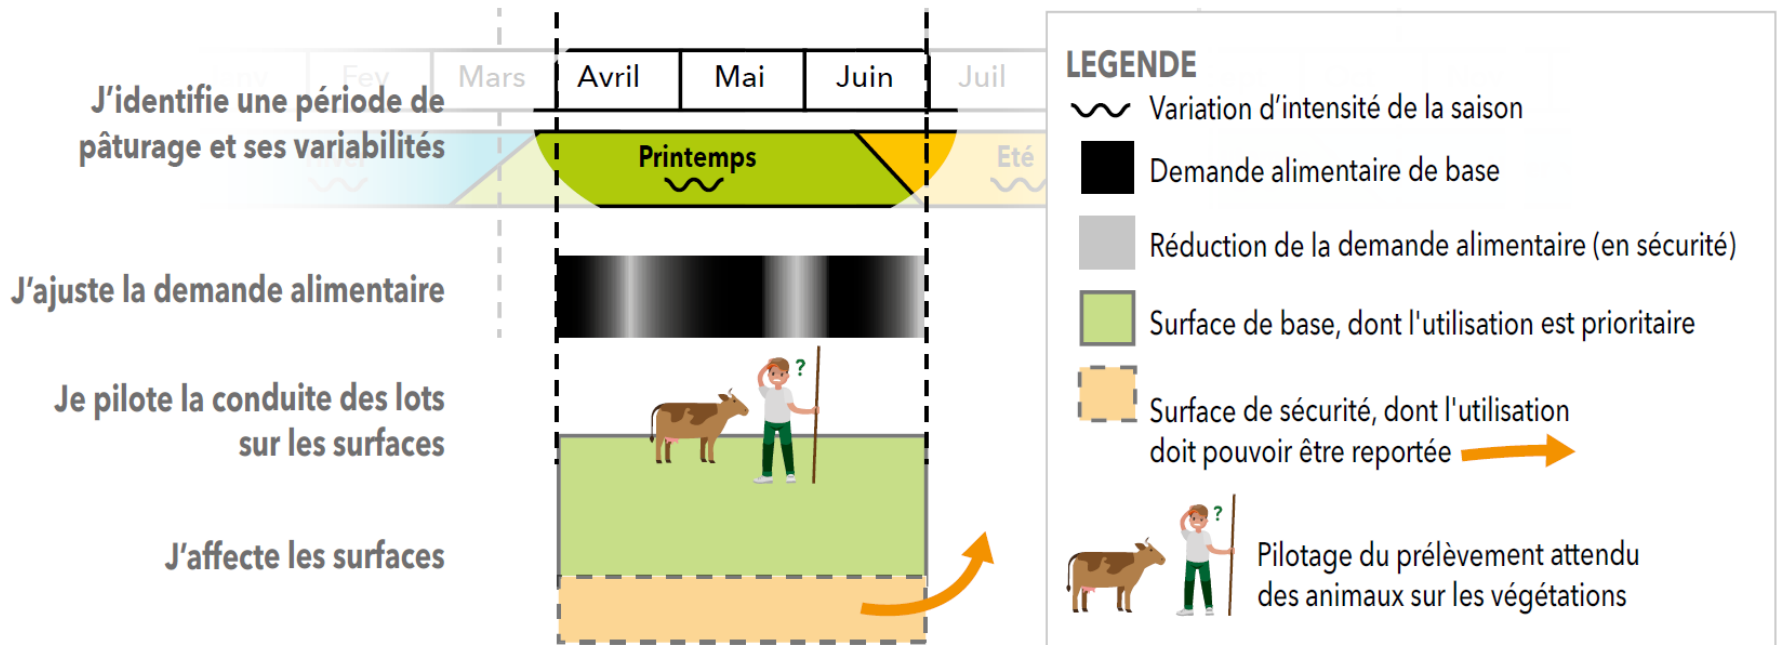 Fev
Mars
Avril
Mai
Juin
Juil
J'identifie une période de
pâturage et ses variabilités
Printemps
Eté
J'ajuste la demande alimentaire
?
Je pilote la conduite des lots
sur les surfaces
J'affecte les surfaces
LEGENDE
Variation d'intensité de la saison
Demande alimentaire de base
Réduction de la demande alimentaire (en sécurité)
Surface de base, dont l'utilisation est prioritaire
Surface de sécurité, dont l'utilisation
doit pouvoir être reportée
?
Pilotage du prélèvement attendu
des animaux sur les végétations